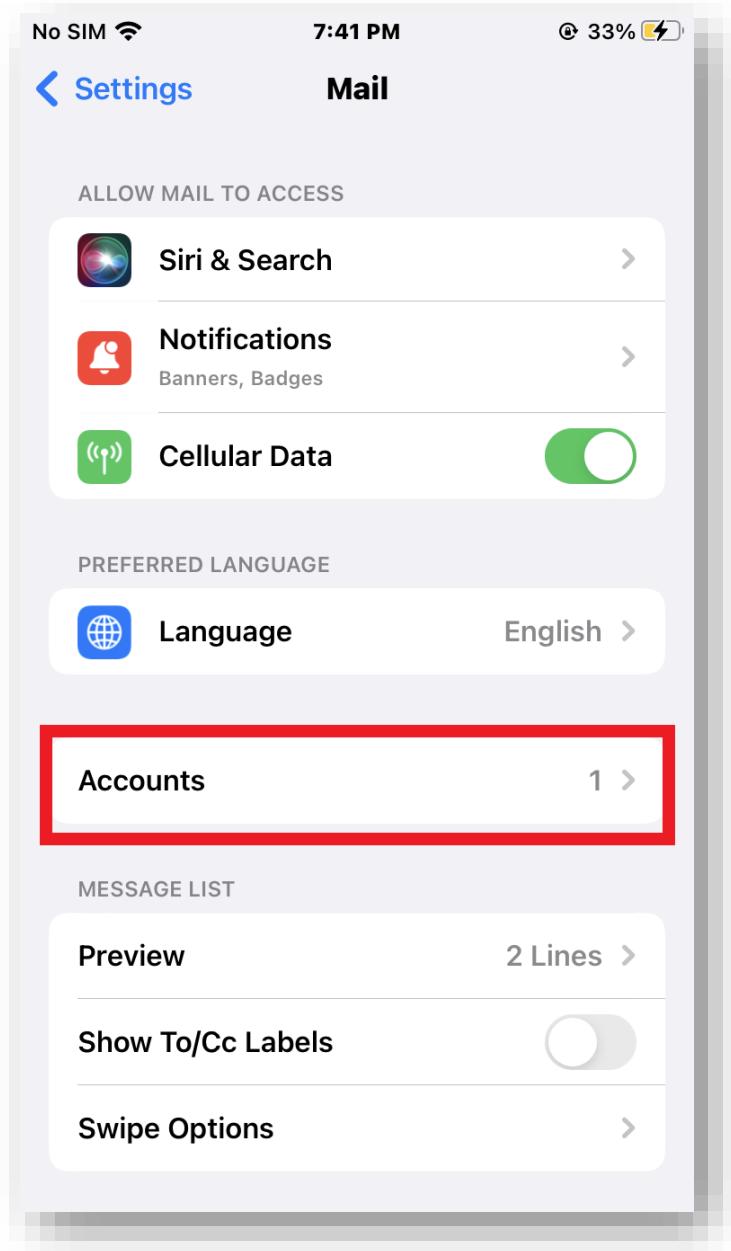 No SIM 7:41 PM 33%
Settings Mail
ALLOW MAIL TO ACCESS
Siri & Search
Notifications
Banners, Badges
Cellular Data
PREFERRED LANGUAGE
Language English
Accounts 1
MESSAGE LIST
Preview 2 Lines
Show To/Cc Labels
Swipe Options